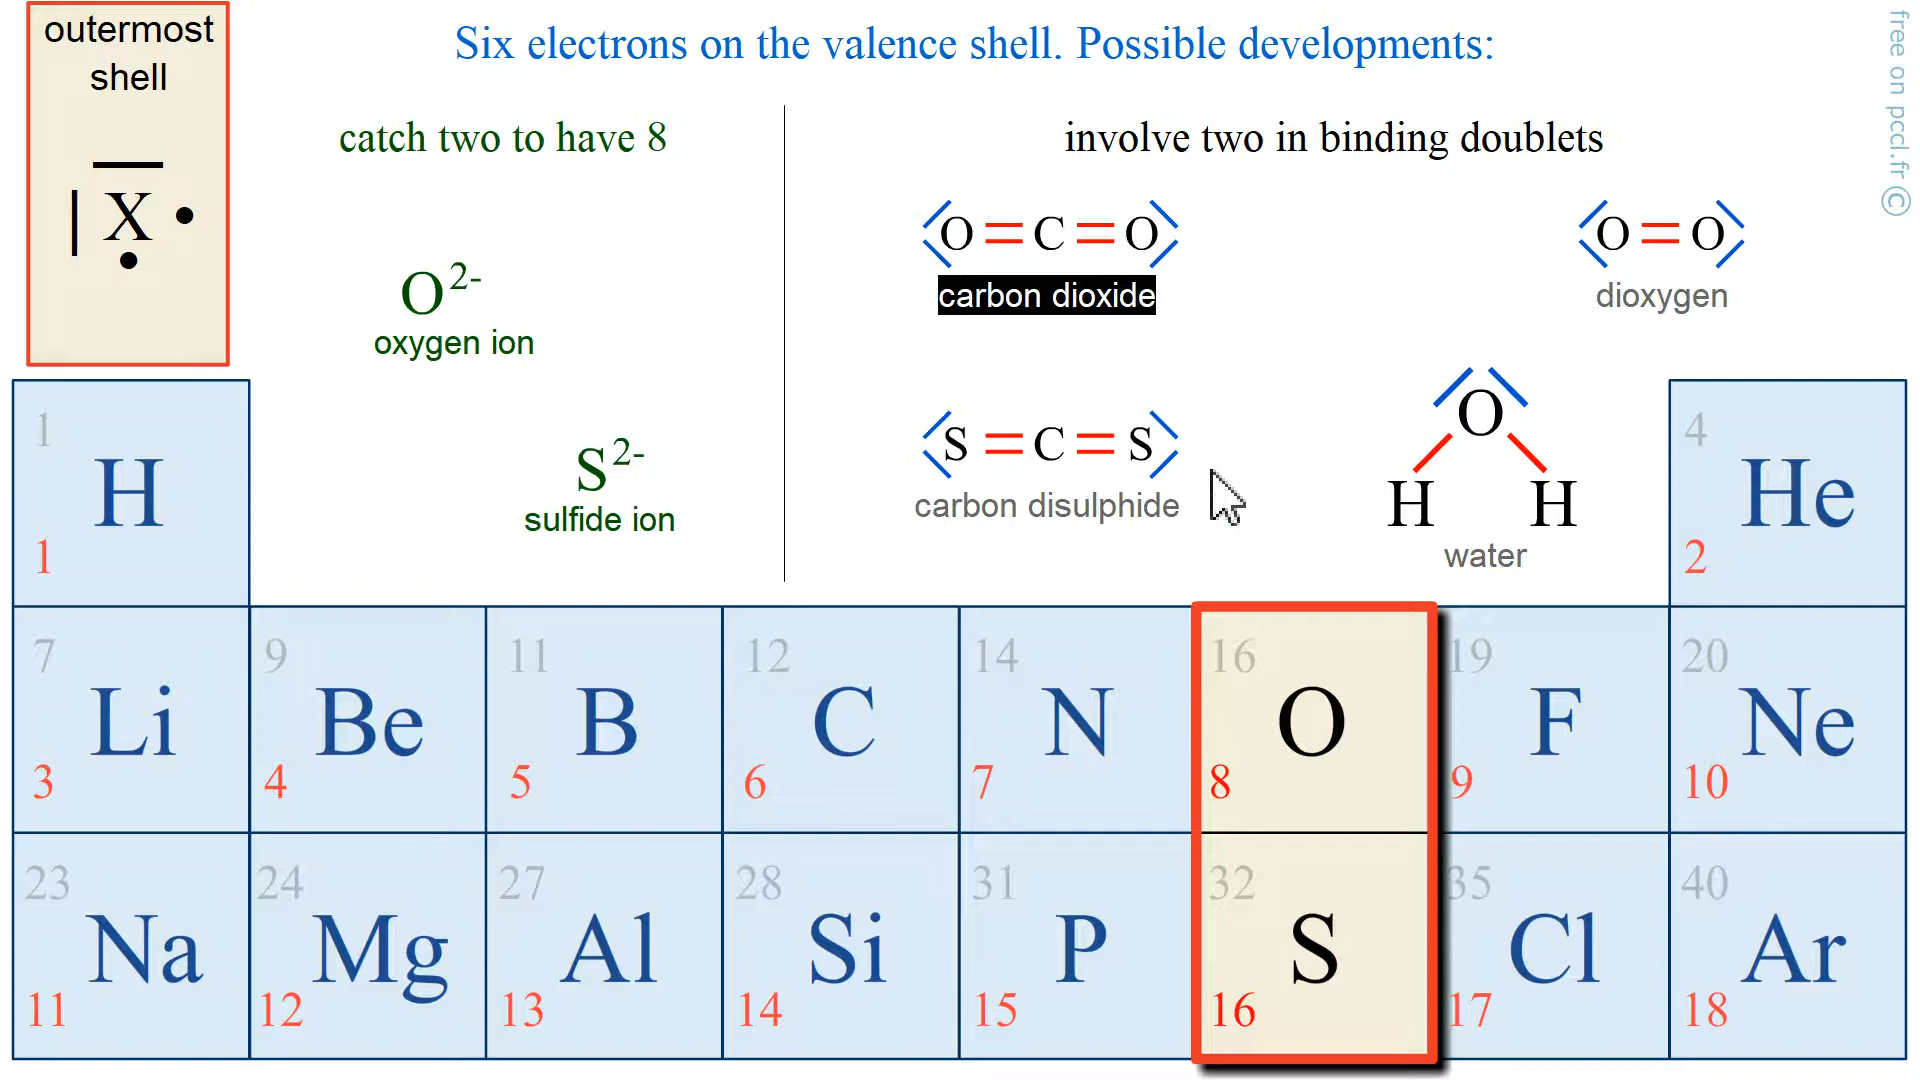 outermost
shell
X
Six electrons on the valence shell. Possible developments:
free on pccl.fr ©
catch two to have 8
O2-
oxygen ion
S2-
sulfide ion
involve two in binding doublets
O = C = O
carbon dioxide
O = O
dioxygen
S = C = S
carbon disulphide
O
H H
water
1
H
1
4
He
2
7 9 11 12 14 16 19 20
Li Be B C N O F Ne
3 4 5 6 7 8 9 10
23 24 27 28 31 32 35 40
Na Mg Al Si P S Cl Ar
11 12 13 14 15 16 17 18